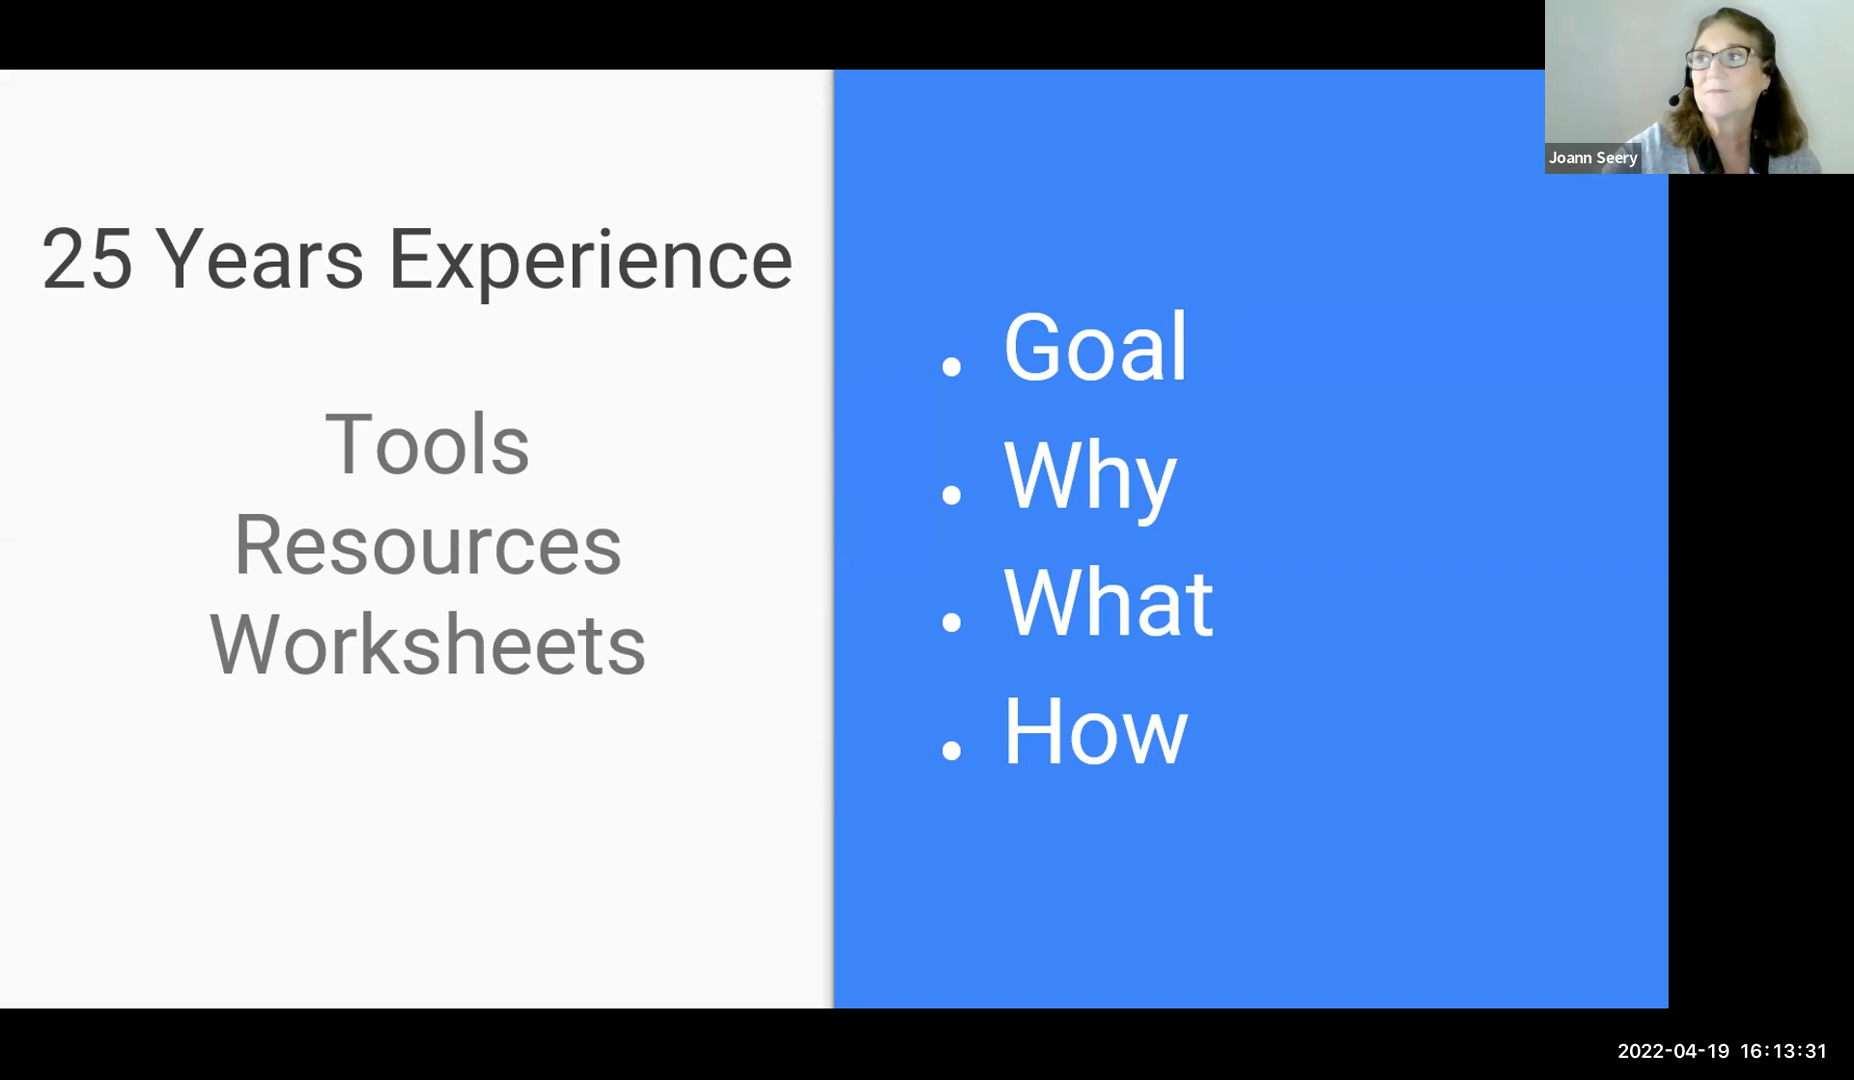 25 Years Experience
Tools
Resources
Worksheets
• Goal
• Why
• What
• How
Joann Seery
2022-04-19 16:13:31